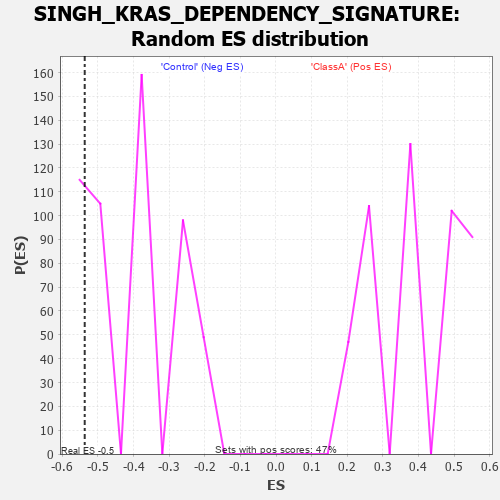 SINGH_KRAS_DEPENDENCY_SIGNATURE:
Random ES distribution
'Control' (Neg ES)
'ClassA' (Pos ES)
160
150
140
130
120
110
100
90
80
70
60
50
40
30
20
10
0
P(ES)
Real ES -0.5
Sets with pos scores: 47%
-0.6 -0.5 -0.4 -0.3 -0.2 -0.1 0.0 0.1 0.2 0.3 0.4 0.5 0.6
ES